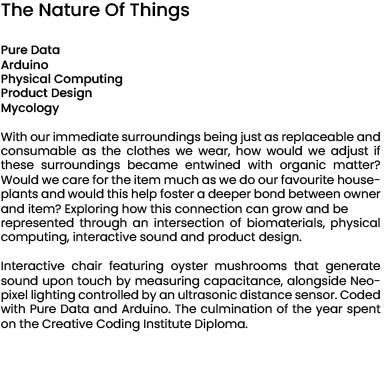 The Nature Of Things
Pure Data
Arduino
Physical Computing
Product Design
Mycology
With our immediate surroundings being just as replaceable and
consumable as the clothes we wear, how would we adjust if
these surroundings became entwined with organic matter?
Would we care for the item much as we do our favourite house-
plants and would this help foster a deeper bond between owner
and item? Exploring how this connection can grow and be
represented through an intersection of biomaterials, physical
computing, interactive sound and product design.
Interactive chair featuring oyster mushrooms that generate
sound upon touch by measuring capacitance, alongside Neo-
pixel lighting controlled by an ultrasonic distance sensor. Coded
with Pure Data and Arduino. The culmination of the year spent
on the Creative Coding Institute Diploma.